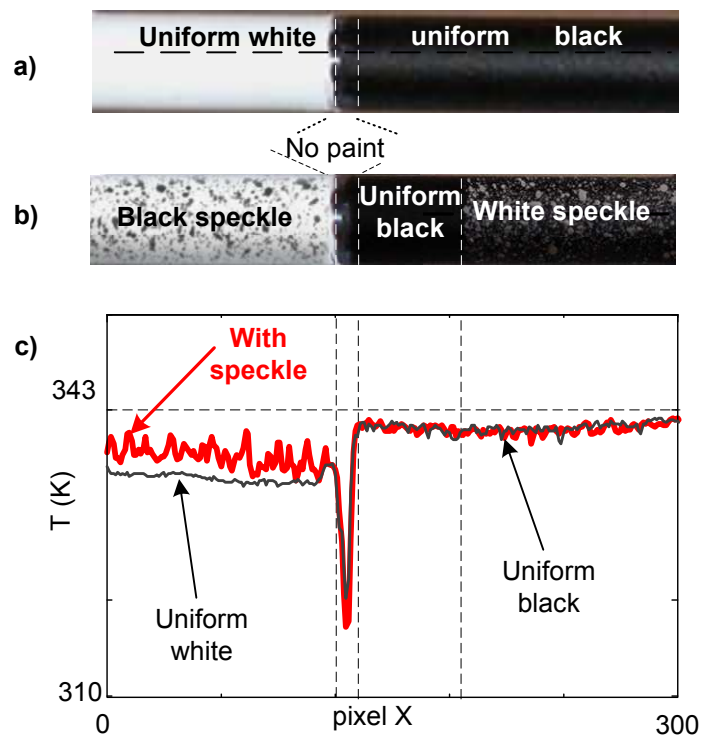 a)
Uniform white uniform black
No paint
b)
Black speckle
Uniform
black
White speckle
c)
With
speckle
343
T (K)
Uniform
white
Uniform
black
310
0
pixel X
300